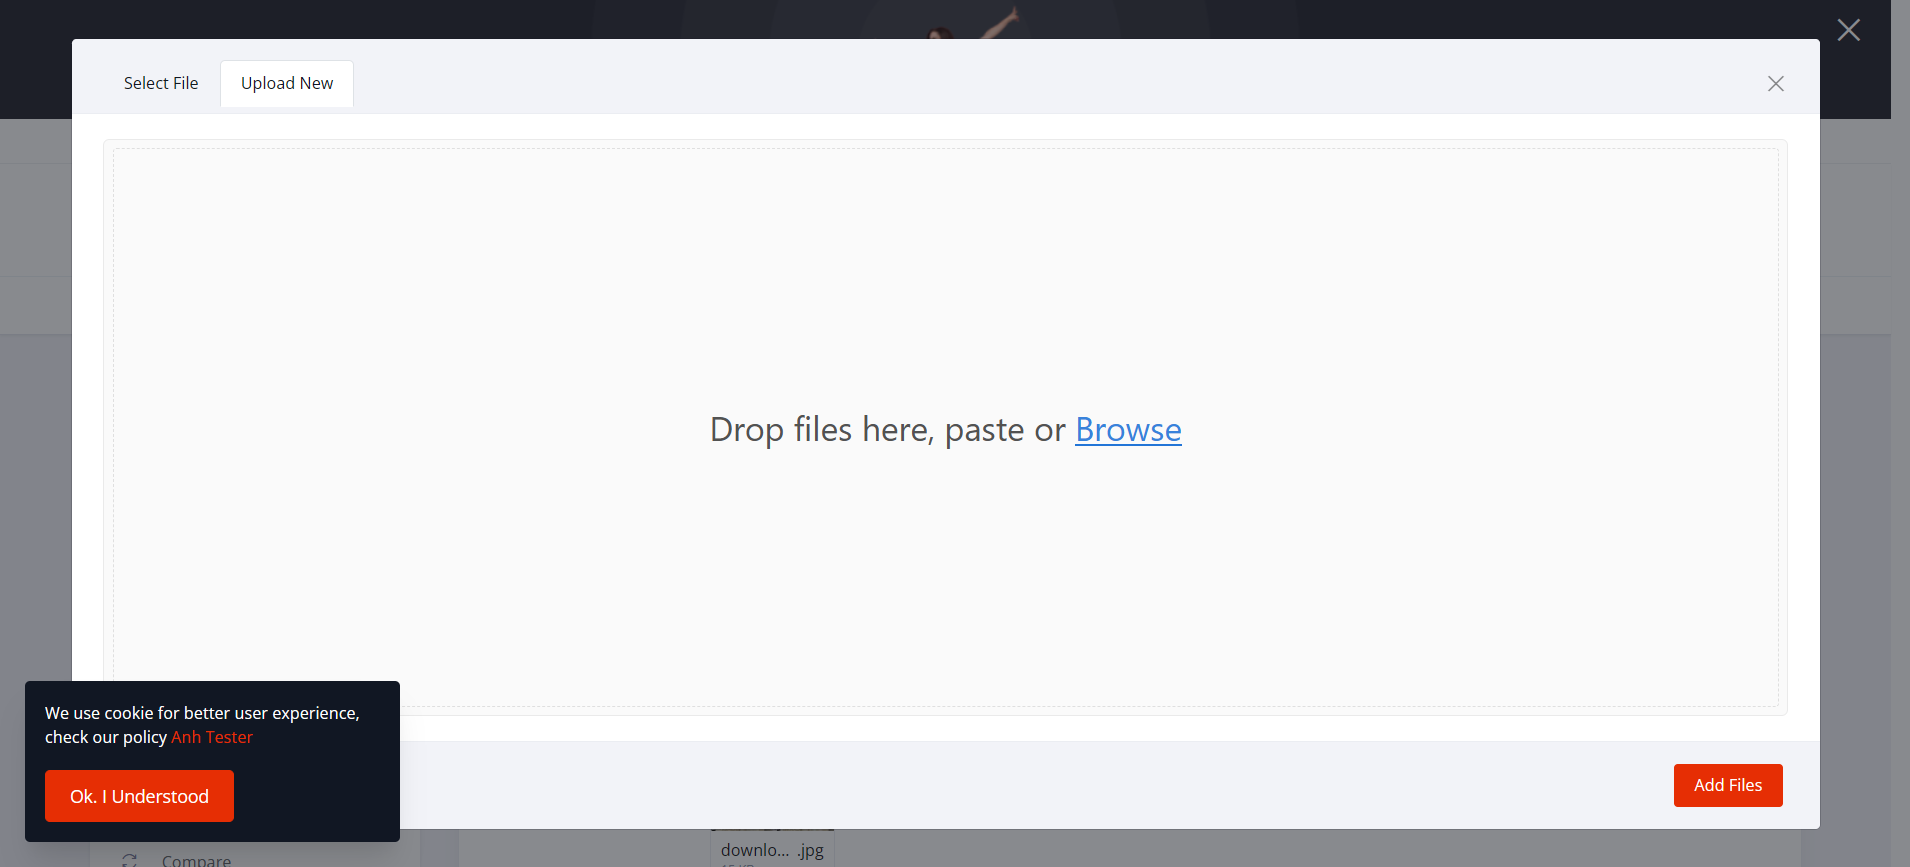 Select File
Upload New
Drop files here, paste or Browse
We use cookie for better user experience,
check our policy Anh Tester
Ok. I Understood
Add Files
Compare
downlo... .jpg